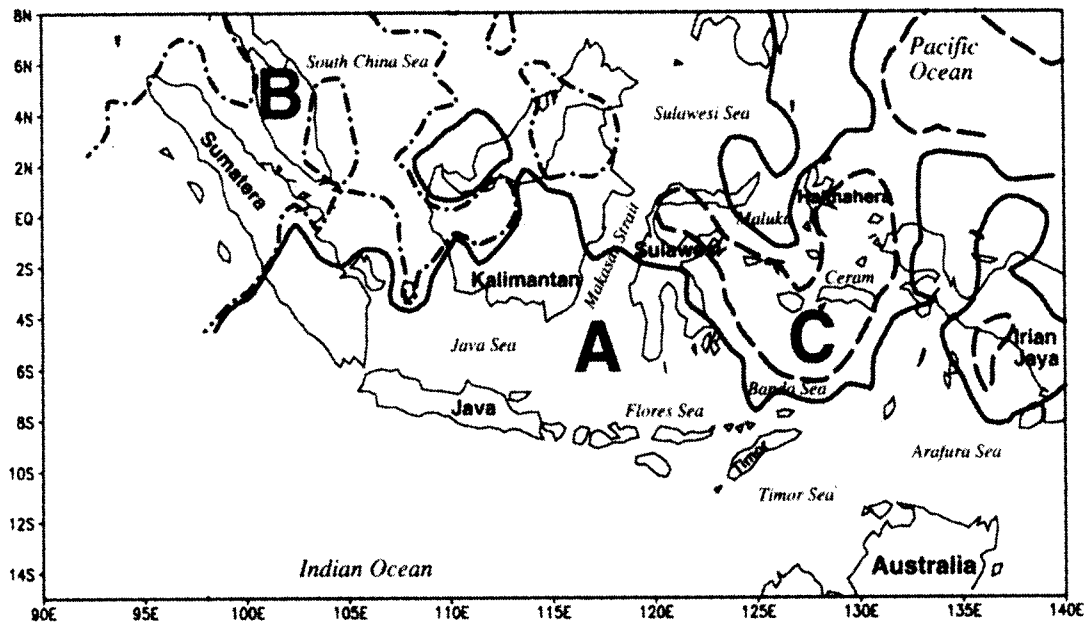 8N
6N
4N
2N
EQ
2S
4S
6S
8S
10S
12S
14S
90E
95E
100E
105E
110E
115E
120E
125E
130E
135E
140E
South China Sea
Pacific
Ocean
B
Sulawesi Sea
Sumatera
Halmahera
Maluku
Makasar Strait
Sulawesi
Kalimantan
Ceram
A
C
Java Sea
Irian
Jaya
Banda Sea
Java
Flores Sea
Timor
Arafura Sea
Timor Sea
Indian Ocean
Australia